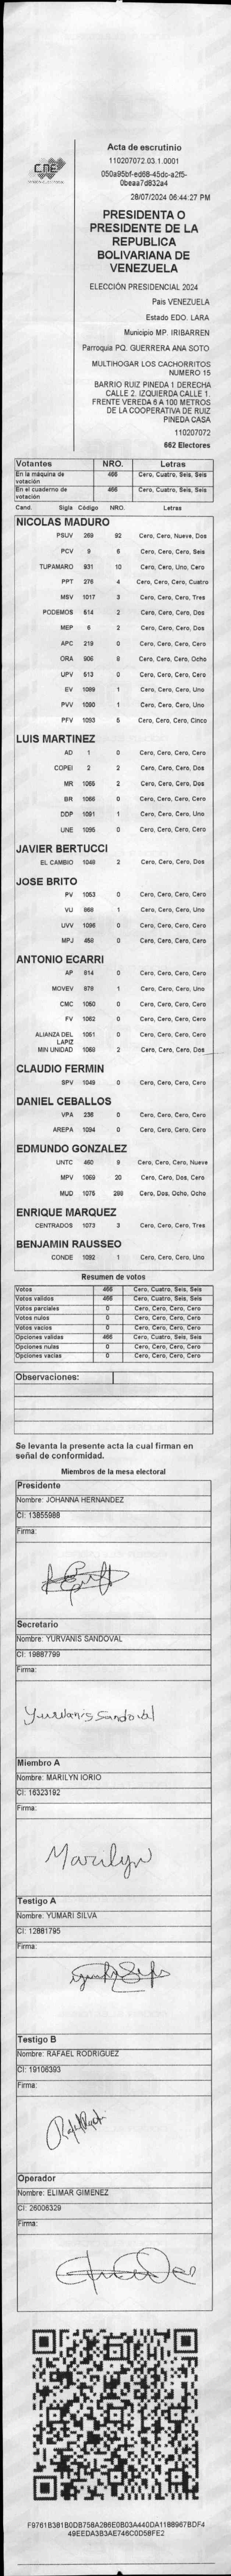 CNE
Acta de escrutinio
110207072.03.1.0001
050a95bf-ed68-45dc-a2f5-
0beaa7d832a4
28/07/2024 06:44:27 PM
PRESIDENTA O
PRESIDENTE DE LA
REPUBLICA
BOLIVARIANA DE
VENEZUELA
ELECCIÓN PRESIDENCIAL 2024
Pais VENEZUELA
Estado EDO. LARA
Municipio MP. IRIBARREN
Parroquia PQ. GUERRERA ANA SOTO
MULTIHOGAR LOS CACHORRITOS
NUMERO 15
BARRIO RUIZ PINEDA 1 DERECHA
CALLE 2. IZQUIERDA CALLE 1.
FRENTE VEREDA 6 A 100 METROS
DE LA COOPERATIVA DE RUIZ
PINEDA CASA
110207072
662 Electores
Votantes NRO. Letras
En la máquina de votación 466 Cero, Cuatro, Seis, Seis
En el cuaderno de votación 466 Cero, Cuatro, Seis, Seis
Cand. Sigla Código NRO. Letras
NICOLAS MADURO
PSUV 269 92 Cero, Cero, Nueve, Dos
PCV 9 6 Cero, Cero, Cero, Seis
TUPAMARO 931 10 Cero, Cero, Uno, Cero
PPT 276 4 Cero, Cero, Cero, Cuatro
MSV 1017 3 Cero, Cero, Cero, Tres
PODEMOS 514 2 Cero, Cero, Cero, Dos
MEP 6 2 Cero, Cero, Cero, Dos
APC 219 0 Cero, Cero, Cero, Cero
ORA 906 8 Cero, Cero, Cero, Ocho
UPV 513 0 Cero, Cero, Cero, Cero
EV 1089 1 Cero, Cero, Cero, Uno
PVV 1090 1 Cero, Cero, Cero, Uno
PFV 1093 5 Cero, Cero, Cero, Cinco
LUIS MARTINEZ
AD 1 0 Cero, Cero, Cero, Cero
COPEI 2 2 Cero, Cero, Cero, Dos
MR 1065 2 Cero, Cero, Cero, Dos
BR 1066 0 Cero, Cero, Cero, Cero
DDP 1091 1 Cero, Cero, Cero, Uno
UNE 1095 0 Cero, Cero, Cero, Cero
JAVIER BERTUCCI
EL CAMBIO 1048 2 Cero, Cero, Cero, Dos
JOSE BRITO
PV 1053 0 Cero, Cero, Cero, Cero
VU 868 1 Cero, Cero, Cero, Uno
UVV 1096 0 Cero, Cero, Cero, Cero
MPJ 458 0 Cero, Cero, Cero, Cero
ANTONIO ECARRI
AP 814 0 Cero, Cero, Cero, Cero
MOVEV 878 1 Cero, Cero, Cero, Uno
CMC 1050 0 Cero, Cero, Cero, Cero
FV 1052 0 Cero, Cero, Cero, Cero
ALIANZA DEL LAPIZ 1051 0 Cero, Cero, Cero, Cero
MIN UNIDAD 1068 2 Cero, Cero, Cero, Dos
CLAUDIO FERMIN
SPV 1049 0 Cero, Cero, Cero, Cero
DANIEL CEBALLOS
VPA 236 0 Cero, Cero, Cero, Cero
AREPA 1094 0 Cero, Cero, Cero, Cero
EDMUNDO GONZALEZ
UNTC 460 9 Cero, Cero, Cero, Nueve
MPV 1069 20 Cero, Cero, Dos, Cero
MUD 1076 288 Cero, Dos, Ocho, Ocho
ENRIQUE MARQUEZ
CENTRADOS 1073 3 Cero, Cero, Cero, Tres
BENJAMIN RAUSSEO
CONDE 1092 1 Cero, Cero, Cero, Uno
Resumen de votos
Votos 466 Cero, Cuatro, Seis, Seis
Votos validos 466 Cero, Cuatro, Seis, Seis
Votos parciales 0 Cero, Cero, Cero, Cero
Votos nulos 0 Cero, Cero, Cero, Cero
Votos vacios 0 Cero, Cero, Cero, Cero
Opciones validas 466 Cero, Cuatro, Seis, Seis
Opciones nulas 0 Cero, Cero, Cero, Cero
Opciones vacias 0 Cero, Cero, Cero, Cero
Observaciones:
Se levanta la presente acta la cual firman en
señal de conformidad.
Miembros de la mesa electoral
Presidente
Nombre: JOHANNA HERNANDEZ
CI: 13855988
Firma:
Secretario
Nombre: YURVANIS SANDOVAL
CI: 19887799
Firma:
Yurvanis Sandoval
Miembro A
Nombre: MARILYN IORIO
CI: 16323192
Firma:
Marilyn
Testigo A
Nombre: YUMARI SILVA
CI: 12881795
Firma:
Testigo B
Nombre: RAFAEL RODRIGUEZ
CI: 19106393
Firma:
Operador
Nombre: ELIMAR GIMENEZ
CI: 26006329
Firma:
F9761B381B0DB758A286E0B03A440DA1188967BDF4
49EEDA3B3AE746C0D58FE2